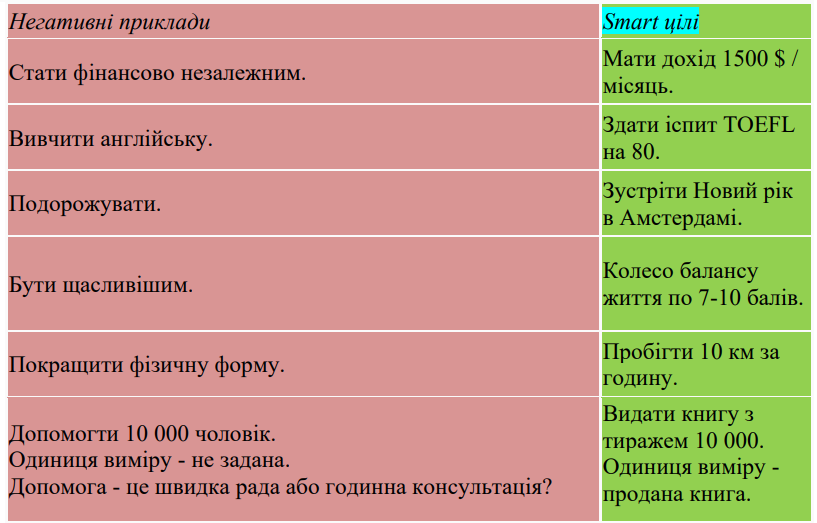 Негативні приклади
Smart цілі
Стати фінансово незалежним.
Мати дохід 1500 $ /
місяць.
Вивчити англійську.
Здати іспит TOEFL
на 80.
Подорожувати.
Зустріти Новий рік
в Амстердамі.
Бути щасливішим.
Колесо балансу
життя по 7-10 балів.
Покращити фізичну форму.
Пробігти 10 км за
годину.
Допомогти 10 000 чоловік.
Одиниця виміру - не задана.
Допомога - це швидка рада або годинна консультація?
Видати книгу з
тиражем 10 000.
Одиниця виміру -
продана книга.